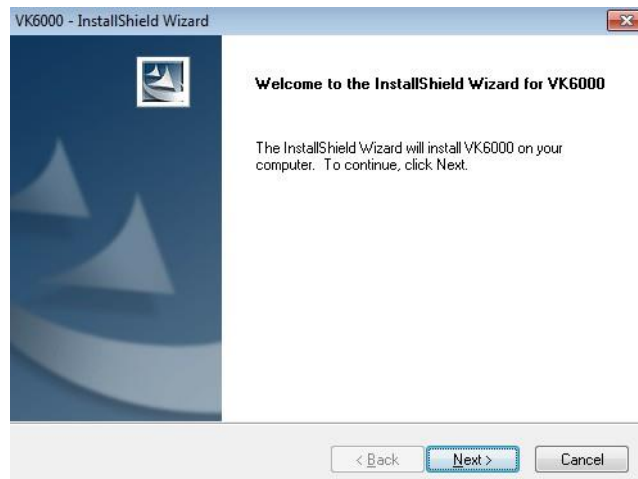 VK6000 - InstallShield Wizard
Welcome to the InstallShield Wizard for VK6000
The InstallShield Wizard will install VK6000 on your
computer. To continue, click Next.
< Back Next > Cancel